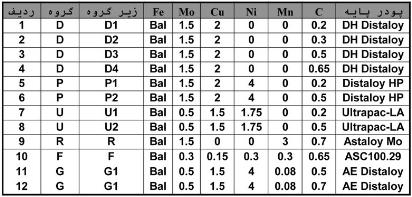 ردیف گروه زیر گروه Fe Mo Cu Ni Mn C پودر پایه
1 D D1 Bal 1.5 2 0 0 0.2 DH Distaloy
2 D D2 Bal 1.5 2 0 0 0.3 DH Distaloy
3 D D3 Bal 1.5 2 0 0 0.5 DH Distaloy
4 D D4 Bal 1.5 2 0 0 0.65 DH Distaloy
5 P P1 Bal 1.5 2 4 0 0.2 Distaloy HP
6 P P2 Bal 1.5 2 4 0 0.5 Distaloy HP
7 U U1 Bal 0.5 1.5 1.75 0 0.2 Ultrapac-LA
8 U U2 Bal 0.5 1.5 1.75 0 0.5 Ultrapac-LA
9 R R Bal 1.5 0 0 3 0.7 Astaloy Mo
10 F F Bal 0.3 0.15 0.3 0.3 0.65 ASC100.29
11 G G1 Bal 0.5 1.5 4 0.08 0.5 AE Distaloy
12 G G1 Bal 0.5 1.5 4 0.08 0.7 AE Distaloy